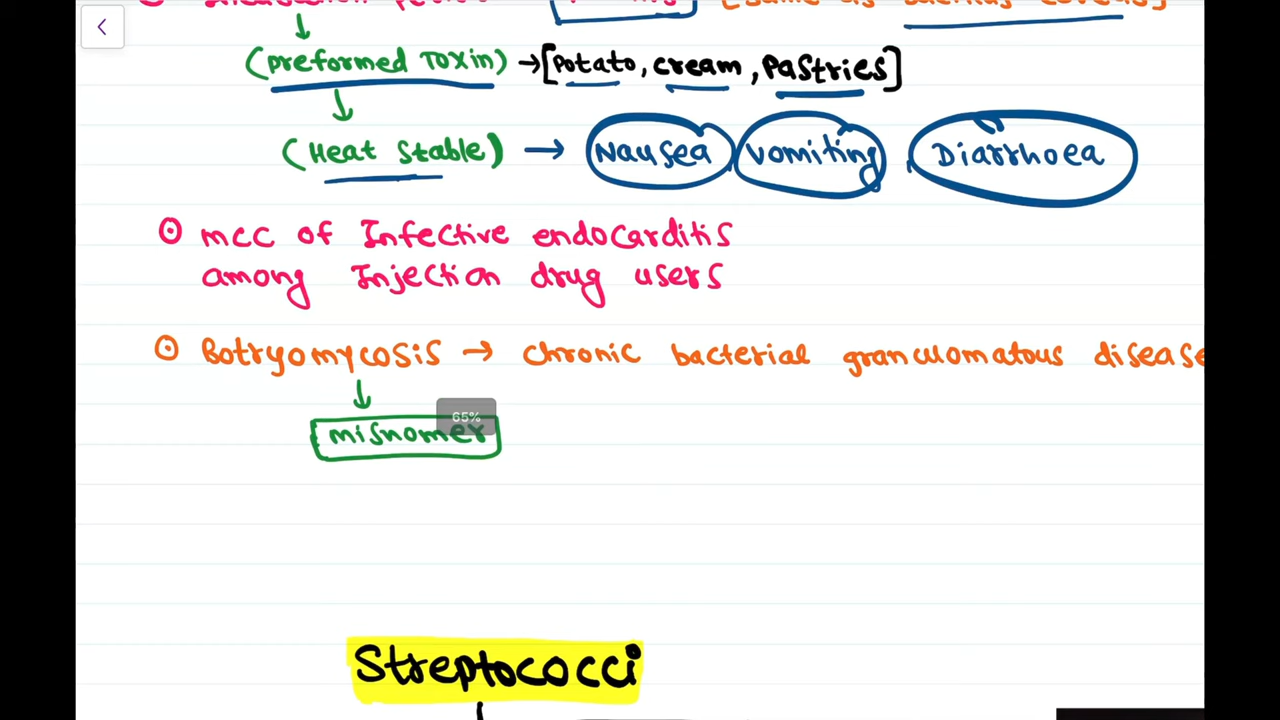 (preformed Toxin) → [potato, cream, Pastries]
(Heat Stable) → Nausea Vomiting, Diarrhoea
⊙ mcc of Infective endocarditis
among Injection drug users
⊙ Botryomycosis → chronic bacterial granulomatous disease
65%
misnomer
Streptococci